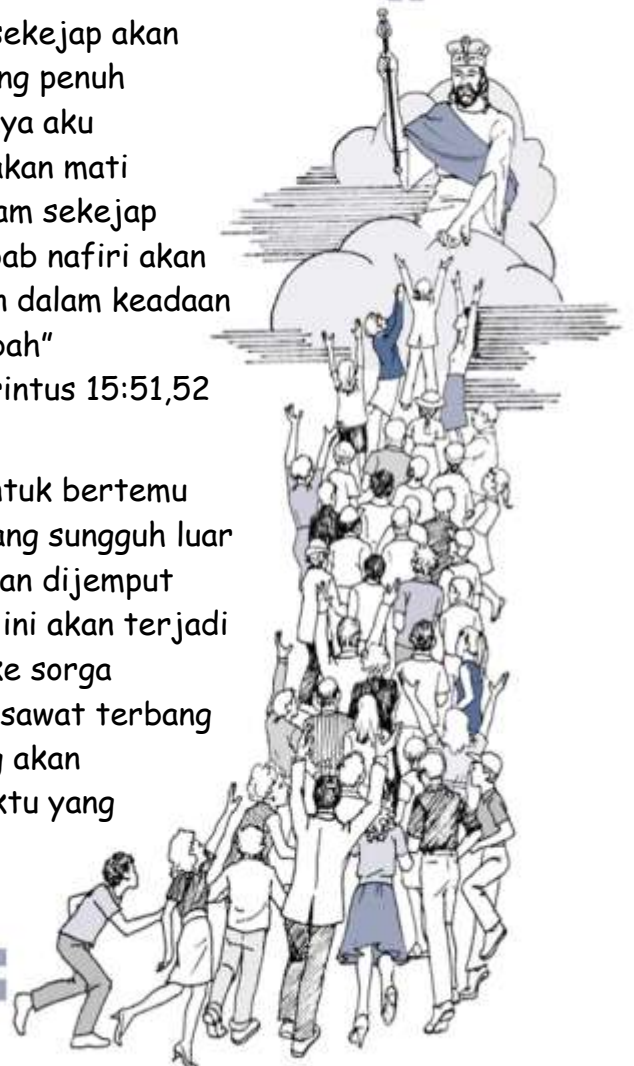 sekejap akan
ng penuh
ya aku
akan mati
am sekejap
bab nafiri akan
n dalam keadaan
bah”
rintus 15:51,52
ntuk bertemu
ang sungguh luar
an dijemput
ini akan terjadi
ke sorga
sawat terbang
g akan
ktu yang